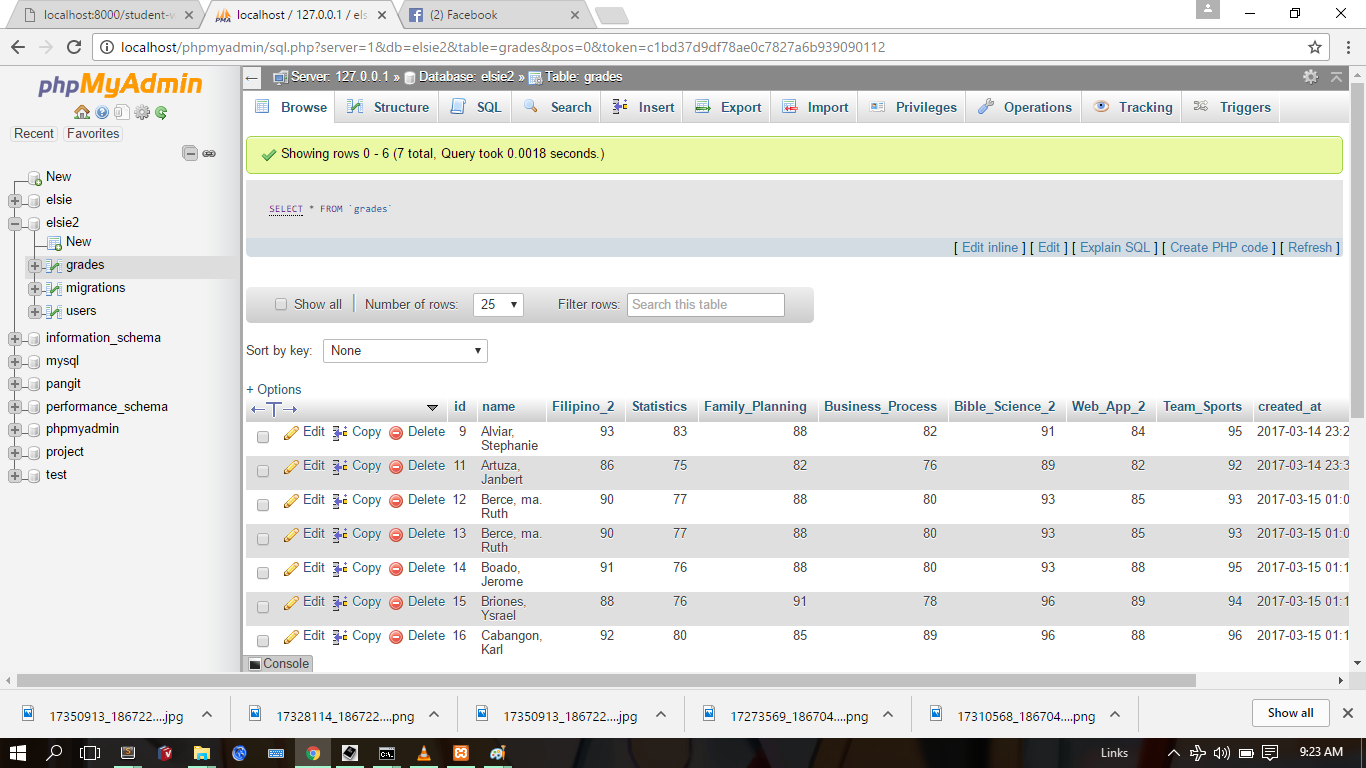 localhost:8000/student-w
localhost / 127.0.0.1 / els
(2) Facebook
localhost/phpmyadmin/sql.php?server=1&db=elsie2&table=grades&pos=0&token=c1bd37d9df78ae0c7827a6b939090112
phpMyAdmin
Recent Favorites
New
elsie
elsie2
New
grades
migrations
users
information_schema
mysql
pangit
performance_schema
phpmyadmin
project
test
Server: 127.0.0.1 » Database: elsie2 » Table: grades
Browse Structure SQL Search Insert Export Import Privileges Operations Tracking Triggers
Showing rows 0 - 6 (7 total, Query took 0.0018 seconds.)
SELECT * FROM `grades`
[ Edit inline ] [ Edit ] [ Explain SQL ] [ Create PHP code ] [ Refresh ]
Show all Number of rows: 25 Filter rows: Search this table
Sort by key: None
+ Options
←T→ id name Filipino_2 Statistics Family_Planning Business_Process Bible_Science_2 Web_App_2 Team_Sports created_at
Edit Copy Delete 9 Alviar, 93 83 88 82 91 84 95 2017-03-14 23:2
Stephanie
Edit Copy Delete 11 Artuza, 86 75 82 76 89 82 92 2017-03-14 23:3
Janbert
Edit Copy Delete 12 Berce, ma. 90 77 88 80 93 85 93 2017-03-15 01:0
Ruth
Edit Copy Delete 13 Berce, ma. 90 77 88 80 93 85 93 2017-03-15 01:0
Ruth
Edit Copy Delete 14 Boado, 91 76 88 80 93 88 95 2017-03-15 01:1
Jerome
Edit Copy Delete 15 Briones, 88 76 91 78 96 89 94 2017-03-15 01:1
Ysrael
Edit Copy Delete 16 Cabangon, 92 80 85 89 96 88 96 2017-03-15 01:1
Karl
Console
17350913_186722....jpg 17328114_186722....png 17350913_186722....jpg 17273569_186704....png 17310568_186704....png Show all
Links 9:23 AM